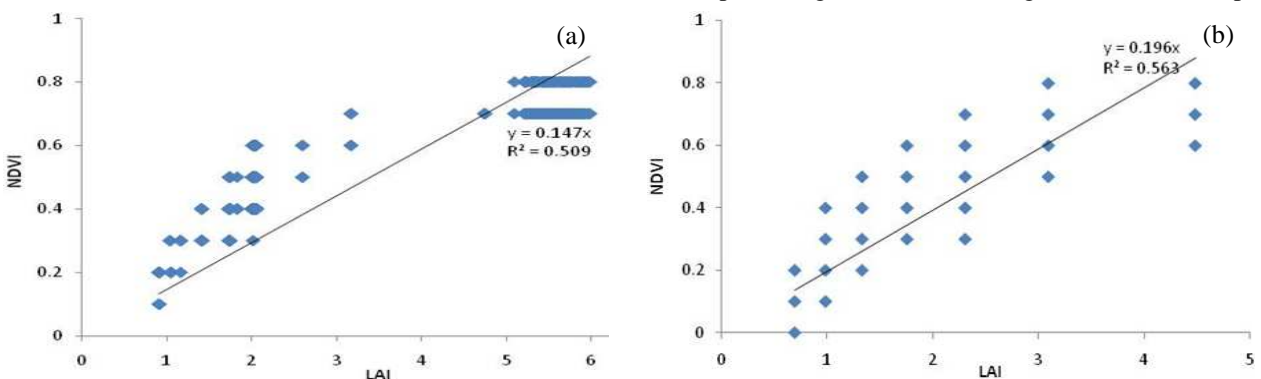 (a)
1
0.8
0.6
0.4
0.2
0
NDVI
y = 0.147x
R² = 0.509
0 1 2 3 4 5 6
LAI
(b)
1
0.8
0.6
0.4
0.2
0
NDVI
y = 0.196x
R² = 0.563
0 1 2 3 4 5
LAI